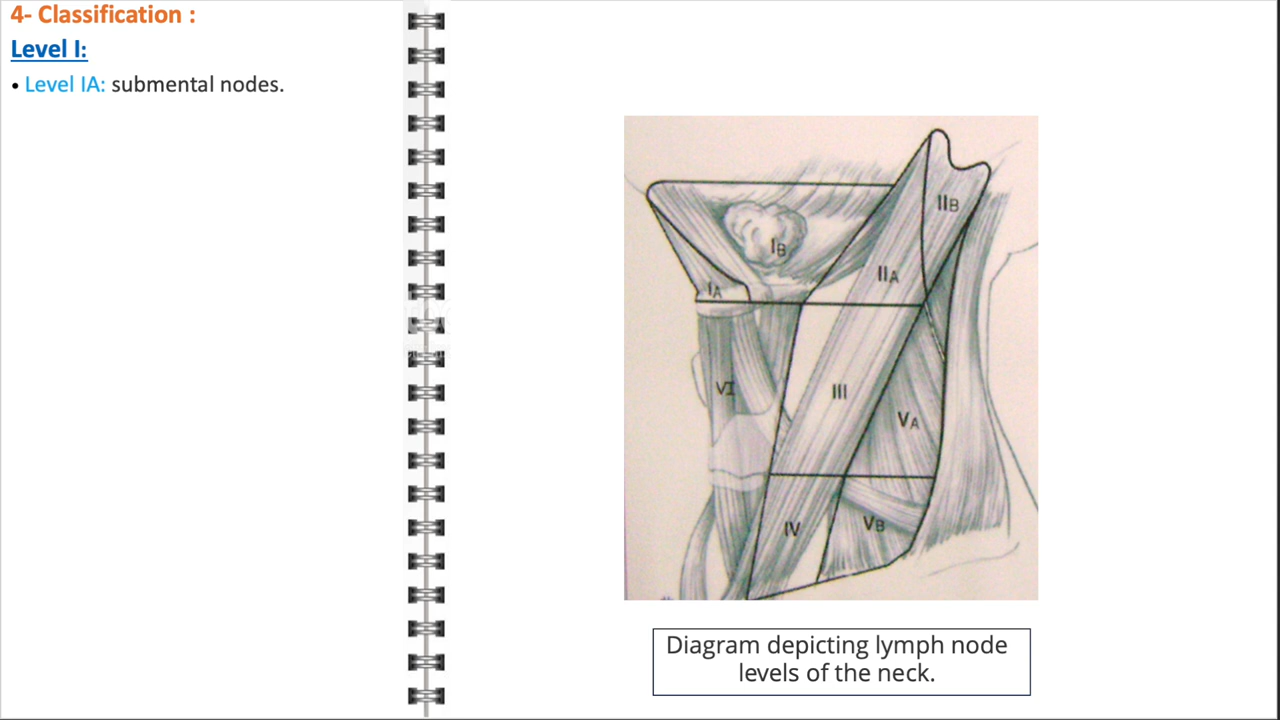 4- Classification :
Level I:
• Level IA: submental nodes.
IIB
IB
IIA
IA
VI
III
VA
IV
VB
Diagram depicting lymph node
levels of the neck.